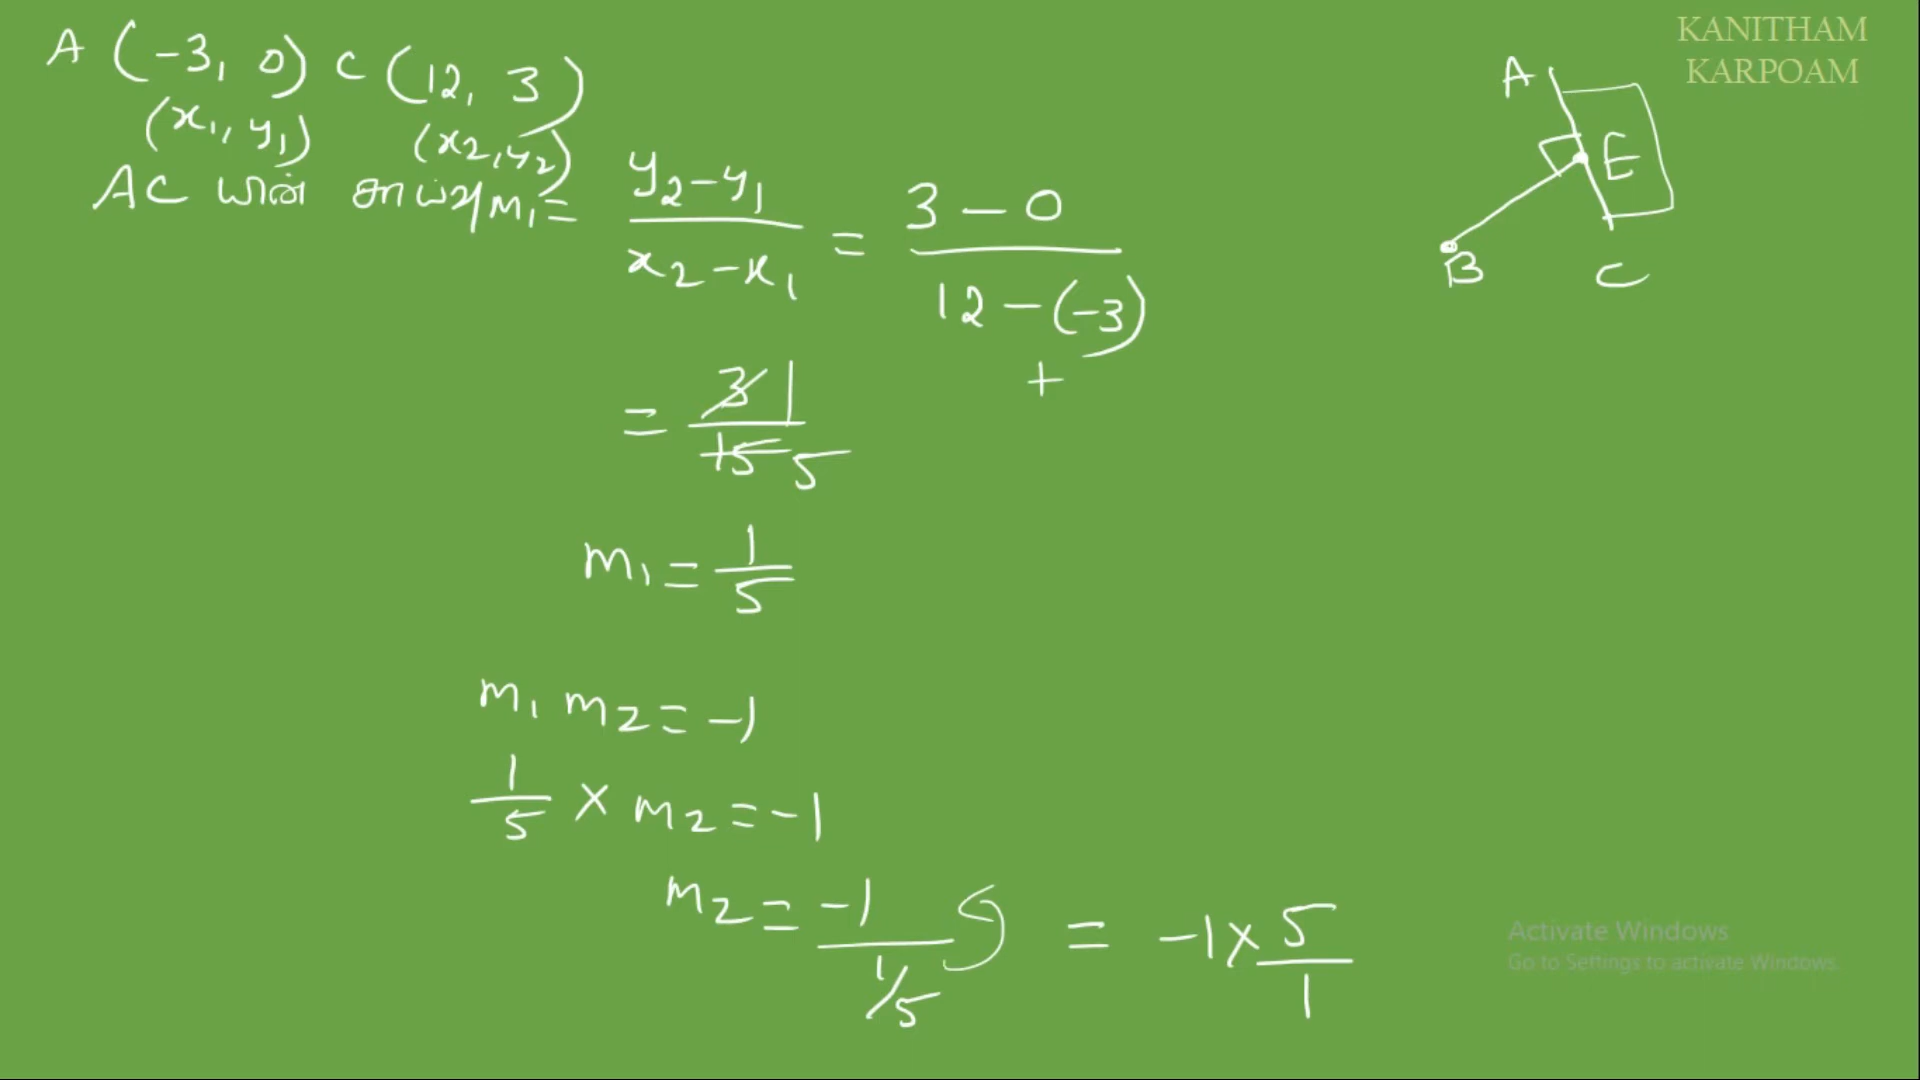 KANITHAM
KARPOAM
A (-3, 0) C (12, 3)
(x1, y1) (x2, y2)
AC யின் சாய்வு m1 = y2-y1 / x2-x1 = 3 - 0 / 12 - (-3)
+
= 3 1 / 15 5
m1 = 1/5
m1 m2 = -1
1/5 × m2 = -1
m2 = -1 / 1/5 = -1 × 5/1
A
E
B
C
Activate Windows
Go to Settings to activate Windows.